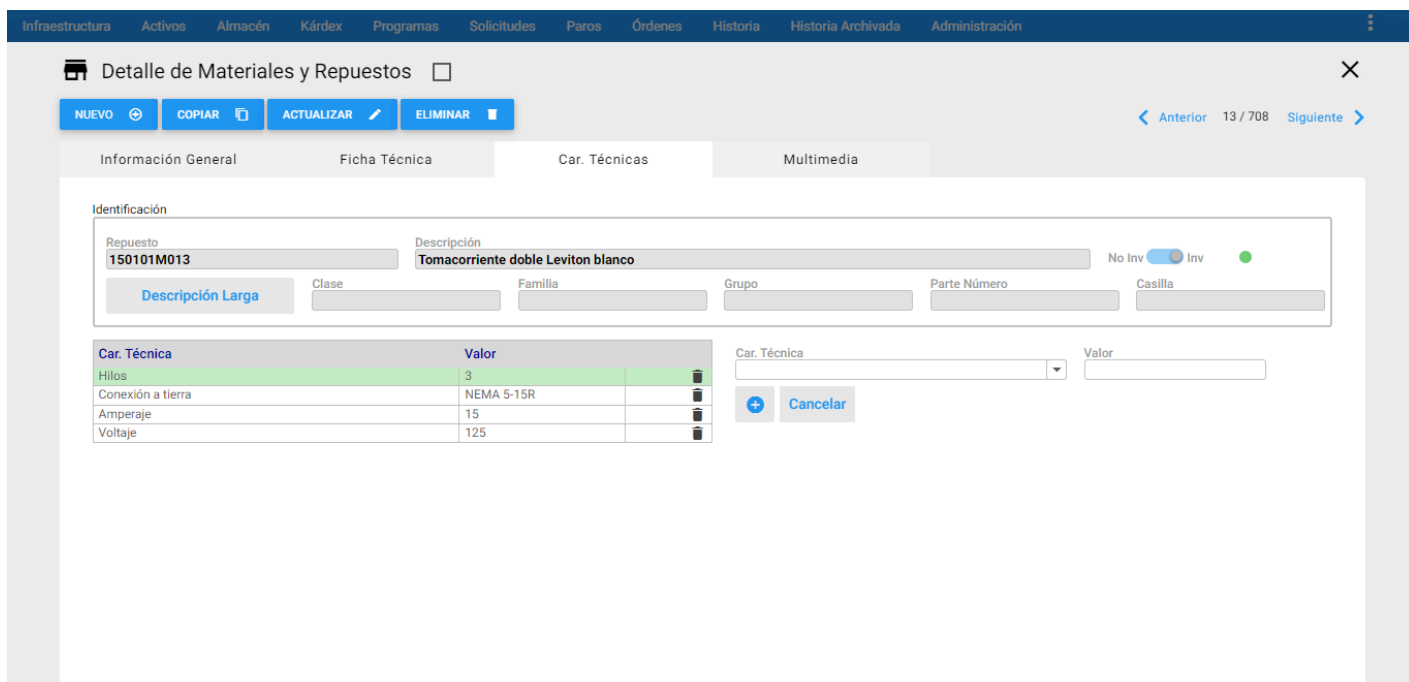 Infraestructura Activos Almacén Kárdex Programas Solicitudes Paros Órdenes Historia Historia Archivada Administración
Detalle de Materiales y Repuestos
NUEVO COPIAR ACTUALIZAR ELIMINAR Anterior 13 / 708 Siguiente
Información General Ficha Técnica Car. Técnicas Multimedia
Identificación
Repuesto Descripción
150101M013 Tomacorriente doble Leviton blanco No Inv Inv
Descripción Larga Clase Familia Grupo Parte Número Casilla
Car. Técnica Valor Car. Técnica Valor
Hilos 3
Conexión a tierra NEMA 5-15R
Amperaje 15 Cancelar
Voltaje 125